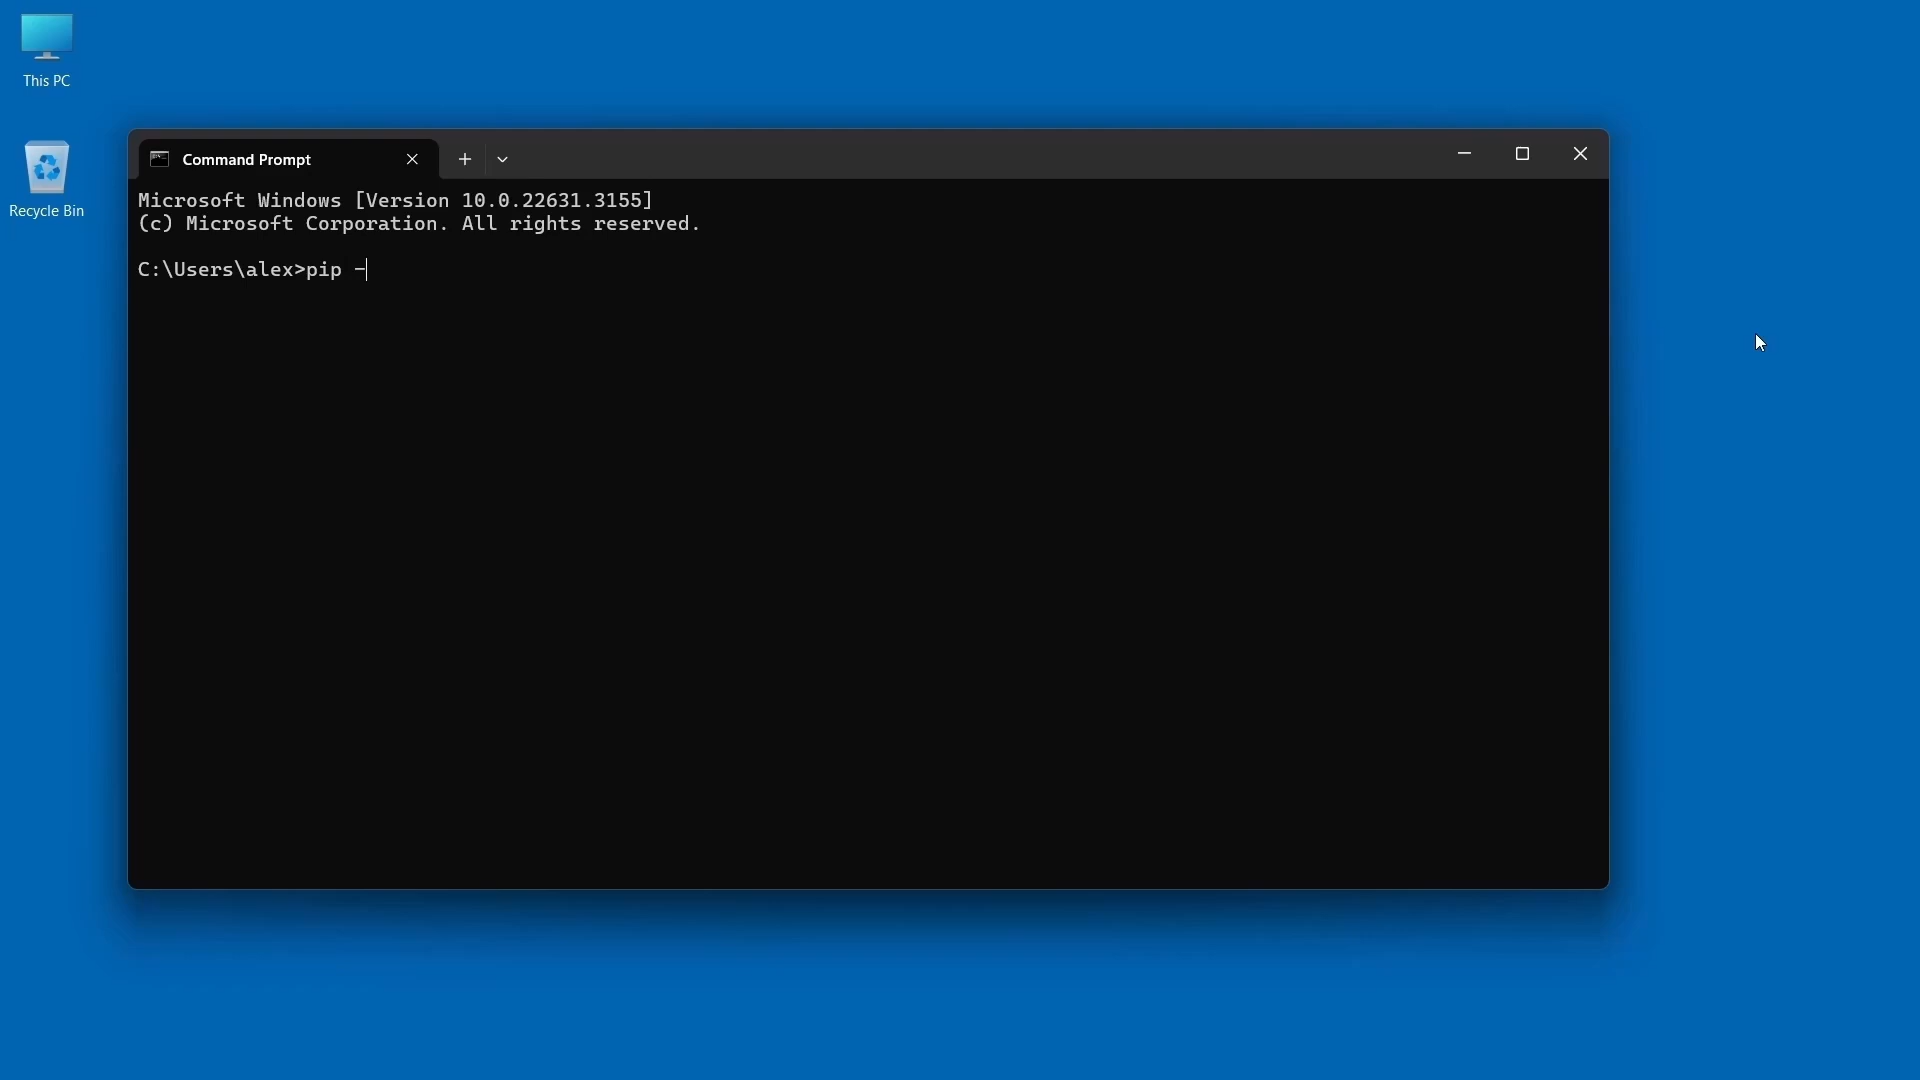 This PC
Recycle Bin
Command Prompt
Microsoft Windows [Version 10.0.22631.3155]
(c) Microsoft Corporation. All rights reserved.
C:\Users\alex>pip -